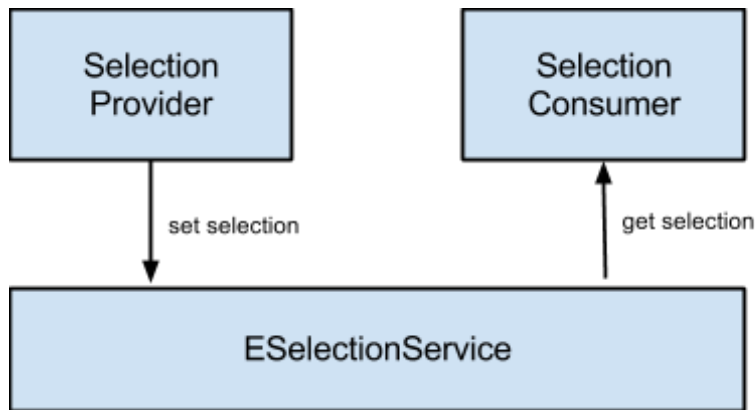 Selection
Provider
Selection
Consumer
set selection
get selection
ESelectionService